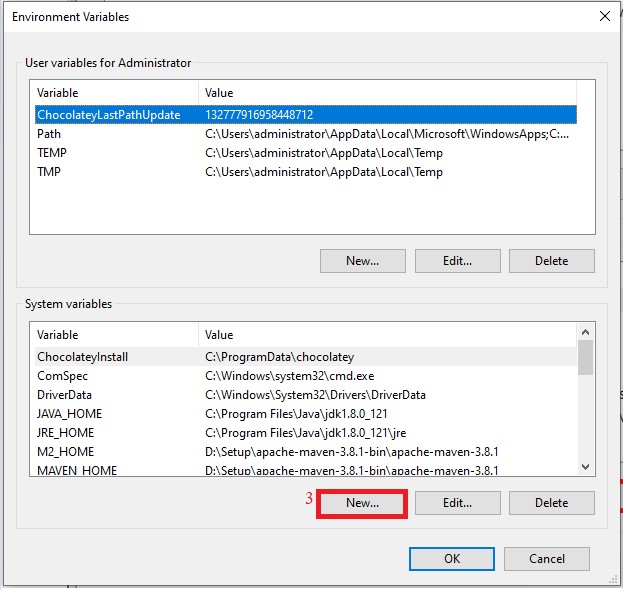 Environment Variables
User variables for Administrator
Variable Value
ChocolateyLastPathUpdate 132777916958448712
Path C:\Users\administrator\AppData\Local\Microsoft\WindowsApps;C:...
TEMP C:\Users\administrator\AppData\Local\Temp
TMP C:\Users\administrator\AppData\Local\Temp
New... Edit... Delete
System variables
Variable Value
ChocolateyInstall C:\ProgramData\chocolatey
ComSpec C:\Windows\system32\cmd.exe
DriverData C:\Windows\System32\Drivers\DriverData
JAVA_HOME C:\Program Files\Java\jdk1.8.0_121
JRE_HOME C:\Program Files\Java\jdk1.8.0_121\jre
M2_HOME D:\Setup\apache-maven-3.8.1-bin\apache-maven-3.8.1
MAVEN_HOME D:\Setup\apache-maven-3.8.1-bin\apache-maven-3.8.1
3 New... Edit... Delete
OK Cancel